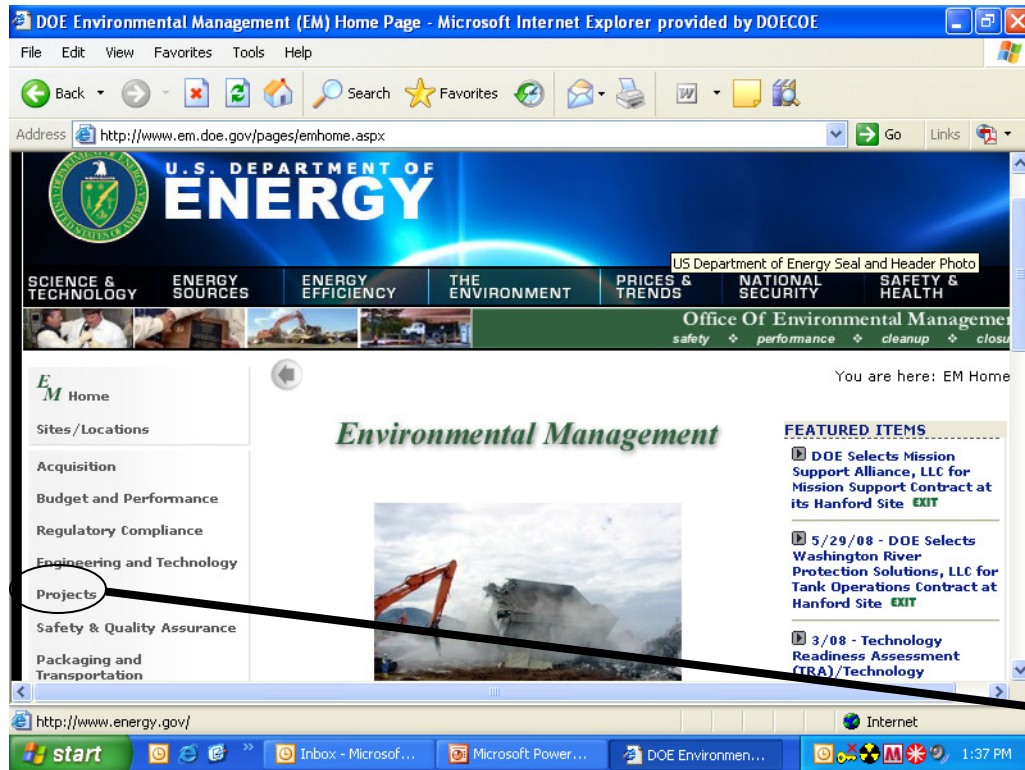 DOE Environmental Management (EM) Home Page - Microsoft Internet Explorer provided by DOECOE
File Edit View Favorites Tools Help
Back Search Favorites
Address http://www.em.doe.gov/pages/emhome.aspx Go Links
U.S. DEPARTMENT OF
ENERGY
US Department of Energy Seal and Header Photo
SCIENCE & TECHNOLOGY
ENERGY SOURCES
ENERGY EFFICIENCY
THE ENVIRONMENT
PRICES & TRENDS
NATIONAL SECURITY
SAFETY & HEALTH
Office Of Environmental Managemen
safety ❖ performance ❖ cleanup ❖ closu
You are here: EM Home
EM Home
Sites/Locations
Acquisition
Budget and Performance
Regulatory Compliance
Engineering and Technology
Projects
Safety & Quality Assurance
Packaging and
Transportation
Environmental Management
FEATURED ITEMS
DOE Selects Mission
Support Alliance, LLC for
Mission Support Contract at
its Hanford Site EXIT
5/29/08 - DOE Selects
Washington River
Protection Solutions, LLC for
Tank Operations Contract at
Hanford Site EXIT
3/08 - Technology
Readiness Assessment
(TRA)/Technology
http://www.energy.gov/ Internet
start Inbox - Microsof... Microsoft Power... DOE Environmen... 1:37 PM